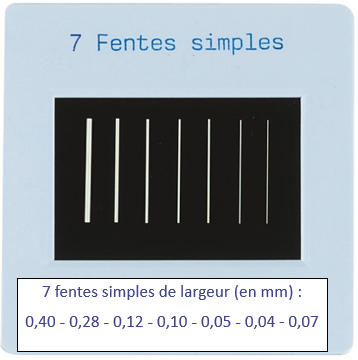 7 Fentes simples
7 fentes simples de largeur (en mm) :
0,40 - 0,28 - 0,12 - 0,10 - 0,05 - 0,04 - 0,07